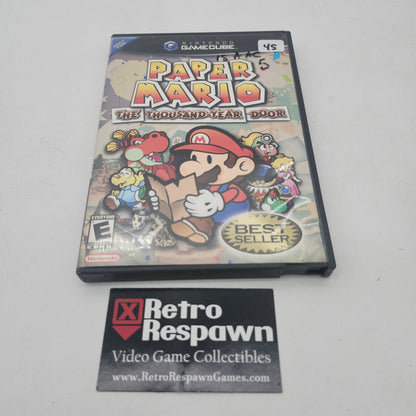 NINTENDO
GAMECUBE
45
5
PAPER
MARIO
THE THOUSAND-YEAR DOOR
EVERYONE
E
BEST
SELLER
Nintendo
X
Retro
Respawn
Video Game Collectibles
www.RetroRespawnGames.com